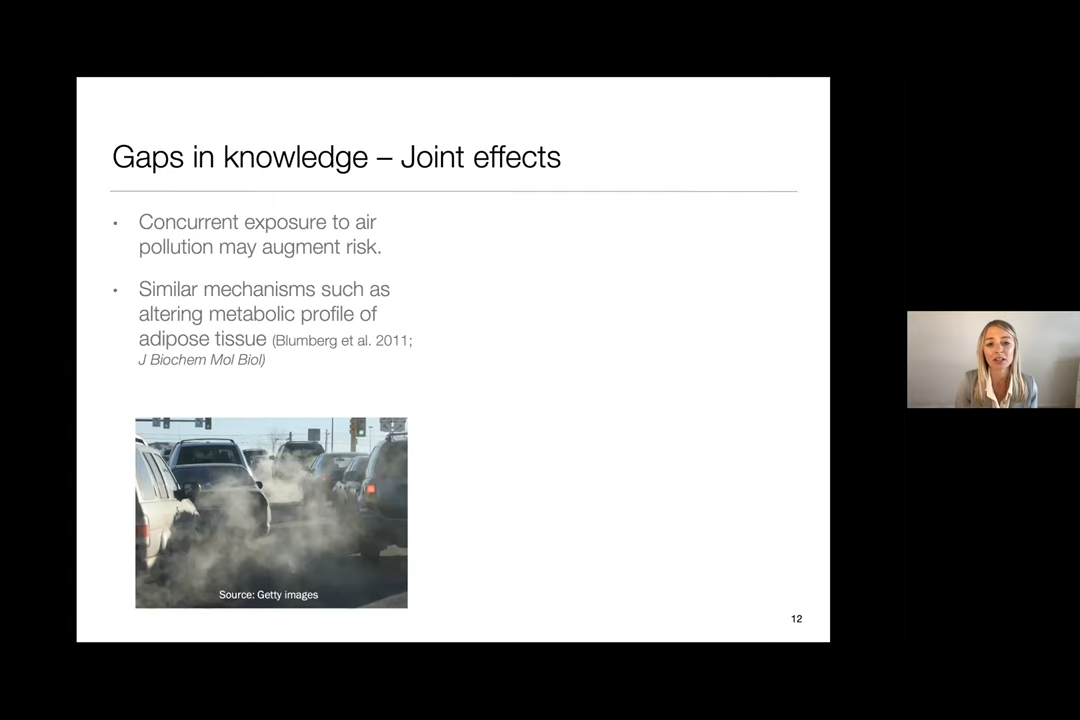 Gaps in knowledge – Joint effects
• Concurrent exposure to air
pollution may augment risk.
• Similar mechanisms such as
altering metabolic profile of
adipose tissue (Blumberg et al. 2011;
J Biochem Mol Biol)
Source: Getty images
12